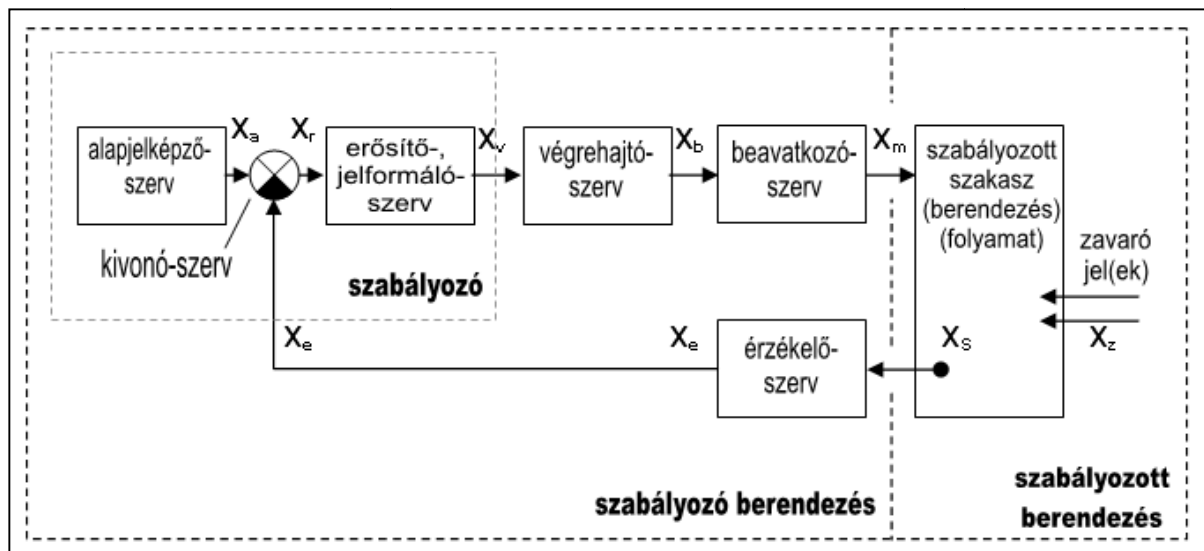 Xa
Xr
alapjelképző-
szerv
kivonó-szerv
erősítő-,
jelformáló-
szerv
Xv
végrehajtó-
szerv
Xb
beavatkozó-
szerv
Xm
szabályozott
szakasz
(berendezés)
(folyamat)
zavaró
jel(ek)
Xz
szabályozó
Xe
Xe
érzékelő-
szerv
XS
szabályozó berendezés
szabályozott
berendezés